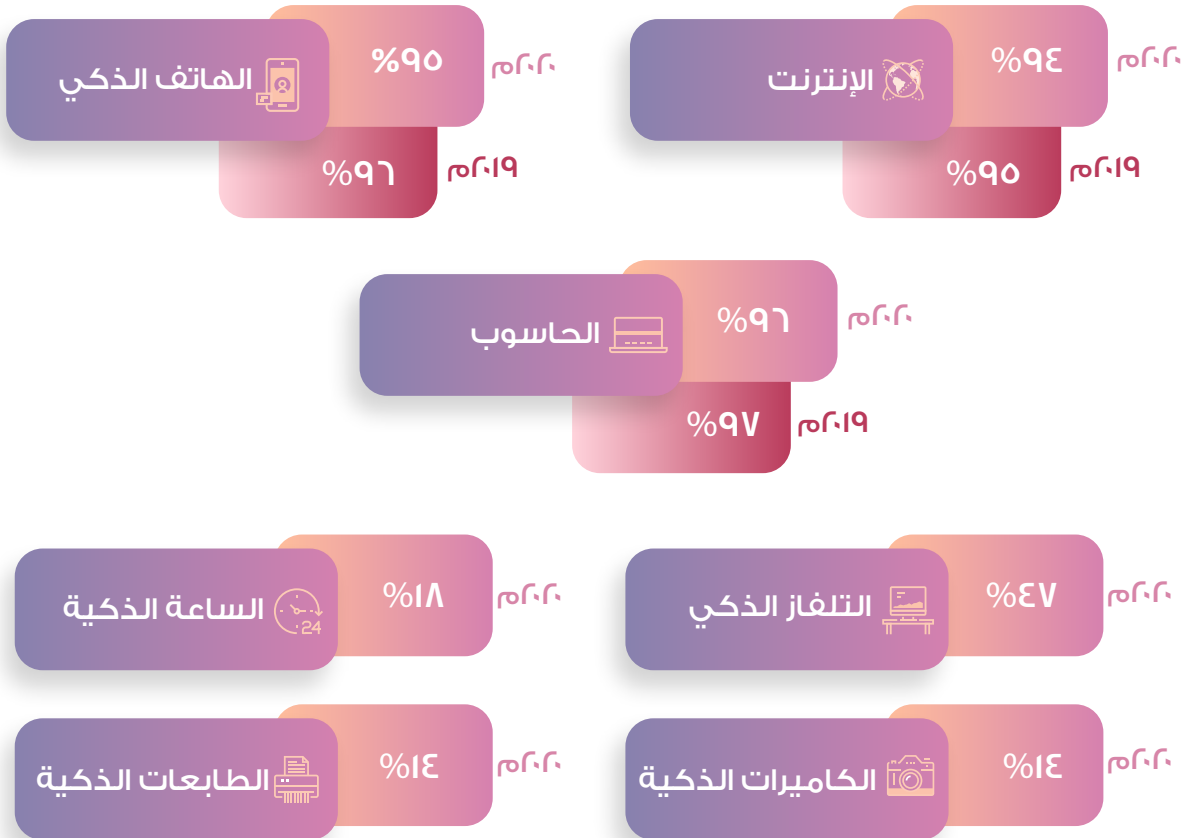 ٢٠٢٠م
%٩٤
الإنترنت
٢٠١٩م
%٩٥
٢٠٢٠م
%٩٥
الهاتف الذكي
٢٠١٩م
%٩٦
٢٠٢٠م
%٩٦
الحاسوب
٢٠١٩م
%٩٧
٢٠٢٠م
%٤٧
التلفاز الذكي
٢٠٢٠م
%١٨
24
الساعة الذكية
٢٠٢٠م
%١٤
الكاميرات الذكية
٢٠٢٠م
%١٤
الطابعات الذكية